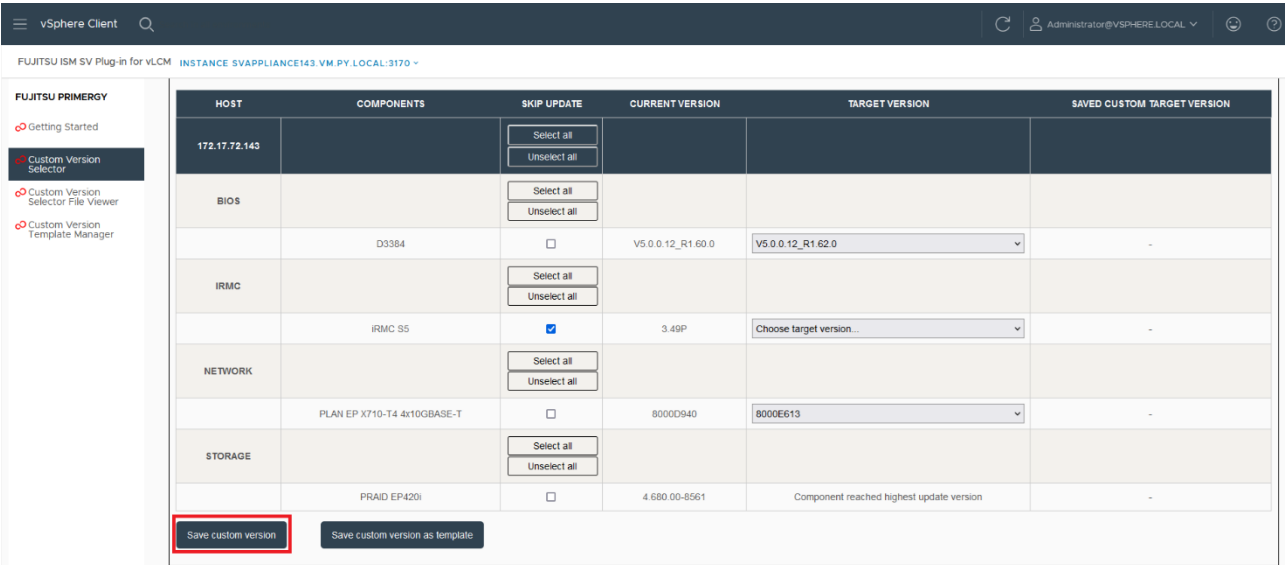 vSphere Client
Administrator@VSPHERE.LOCAL
FUJITSU ISM SV Plug-in for vLCM INSTANCE SVAPPLIANCE143.VM.PY.LOCAL:3170
FUJITSU PRIMERGY
Getting Started
Custom Version
Selector
Custom Version
Selector File Viewer
Custom Version
Template Manager
HOST COMPONENTS SKIP UPDATE CURRENT VERSION TARGET VERSION SAVED CUSTOM TARGET VERSION
172.17.72.143
Select all
Unselect all
BIOS
Select all
Unselect all
D3384 V5.0.0.12_R1.60.0 V5.0.0.12_R1.62.0 -
IRMC
Select all
Unselect all
iRMC S5 3.49P Choose target version... -
NETWORK
Select all
Unselect all
PLAN EP X710-T4 4x10GBASE-T 8000D940 8000E613 -
STORAGE
Select all
Unselect all
PRAID EP420i 4.680.00-8561 Component reached highest update version -
Save custom version Save custom version as template